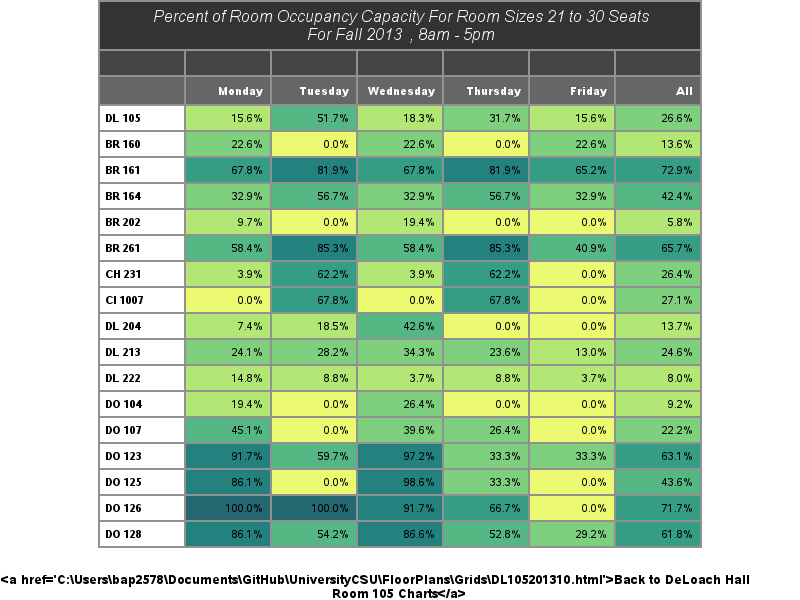 Percent of Room Occupancy Capacity For Room Sizes 21 to 30 Seats
For Fall 2013 , 8am - 5pm
Monday Tuesday Wednesday Thursday Friday All
DL 105 15.6% 51.7% 18.3% 31.7% 15.6% 26.6%
BR 160 22.6% 0.0% 22.6% 0.0% 22.6% 13.6%
BR 161 67.8% 81.9% 67.8% 81.9% 65.2% 72.9%
BR 164 32.9% 56.7% 32.9% 56.7% 32.9% 42.4%
BR 202 9.7% 0.0% 19.4% 0.0% 0.0% 5.8%
BR 261 58.4% 85.3% 58.4% 85.3% 40.9% 65.7%
CH 231 3.9% 62.2% 3.9% 62.2% 0.0% 26.4%
CI 1007 0.0% 67.8% 0.0% 67.8% 0.0% 27.1%
DL 204 7.4% 18.5% 42.6% 0.0% 0.0% 13.7%
DL 213 24.1% 28.2% 34.3% 23.6% 13.0% 24.6%
DL 222 14.8% 8.8% 3.7% 8.8% 3.7% 8.0%
DO 104 19.4% 0.0% 26.4% 0.0% 0.0% 9.2%
DO 107 45.1% 0.0% 39.6% 26.4% 0.0% 22.2%
DO 123 91.7% 59.7% 97.2% 33.3% 33.3% 63.1%
DO 125 86.1% 0.0% 98.6% 33.3% 0.0% 43.6%
DO 126 100.0% 100.0% 91.7% 66.7% 0.0% 71.7%
DO 128 86.1% 54.2% 86.6% 52.8% 29.2% 61.8%
&lt;a href='C:\Users\bap2578\Documents\GitHub\UniversityCSU\FloorPlans\Grids\DL105201310.html'&gt;Back to DeLoach Hall
Room 105 Charts&lt;/a&gt;